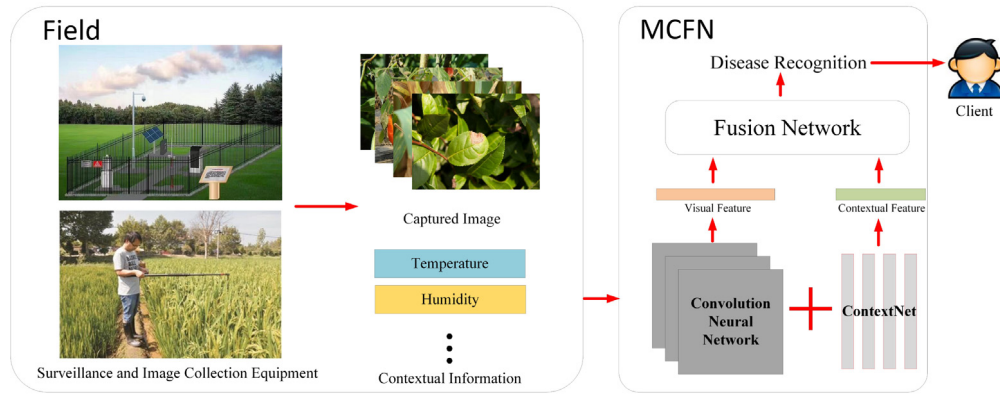 Field
Surveillance and Image Collection Equipment
Captured Image
Temperature
Humidity
Contextual Information
MCFN
Disease Recognition
Client
Fusion Network
Visual Feature
Contextual Feature
Convolution
Neural
Network
ContextNet